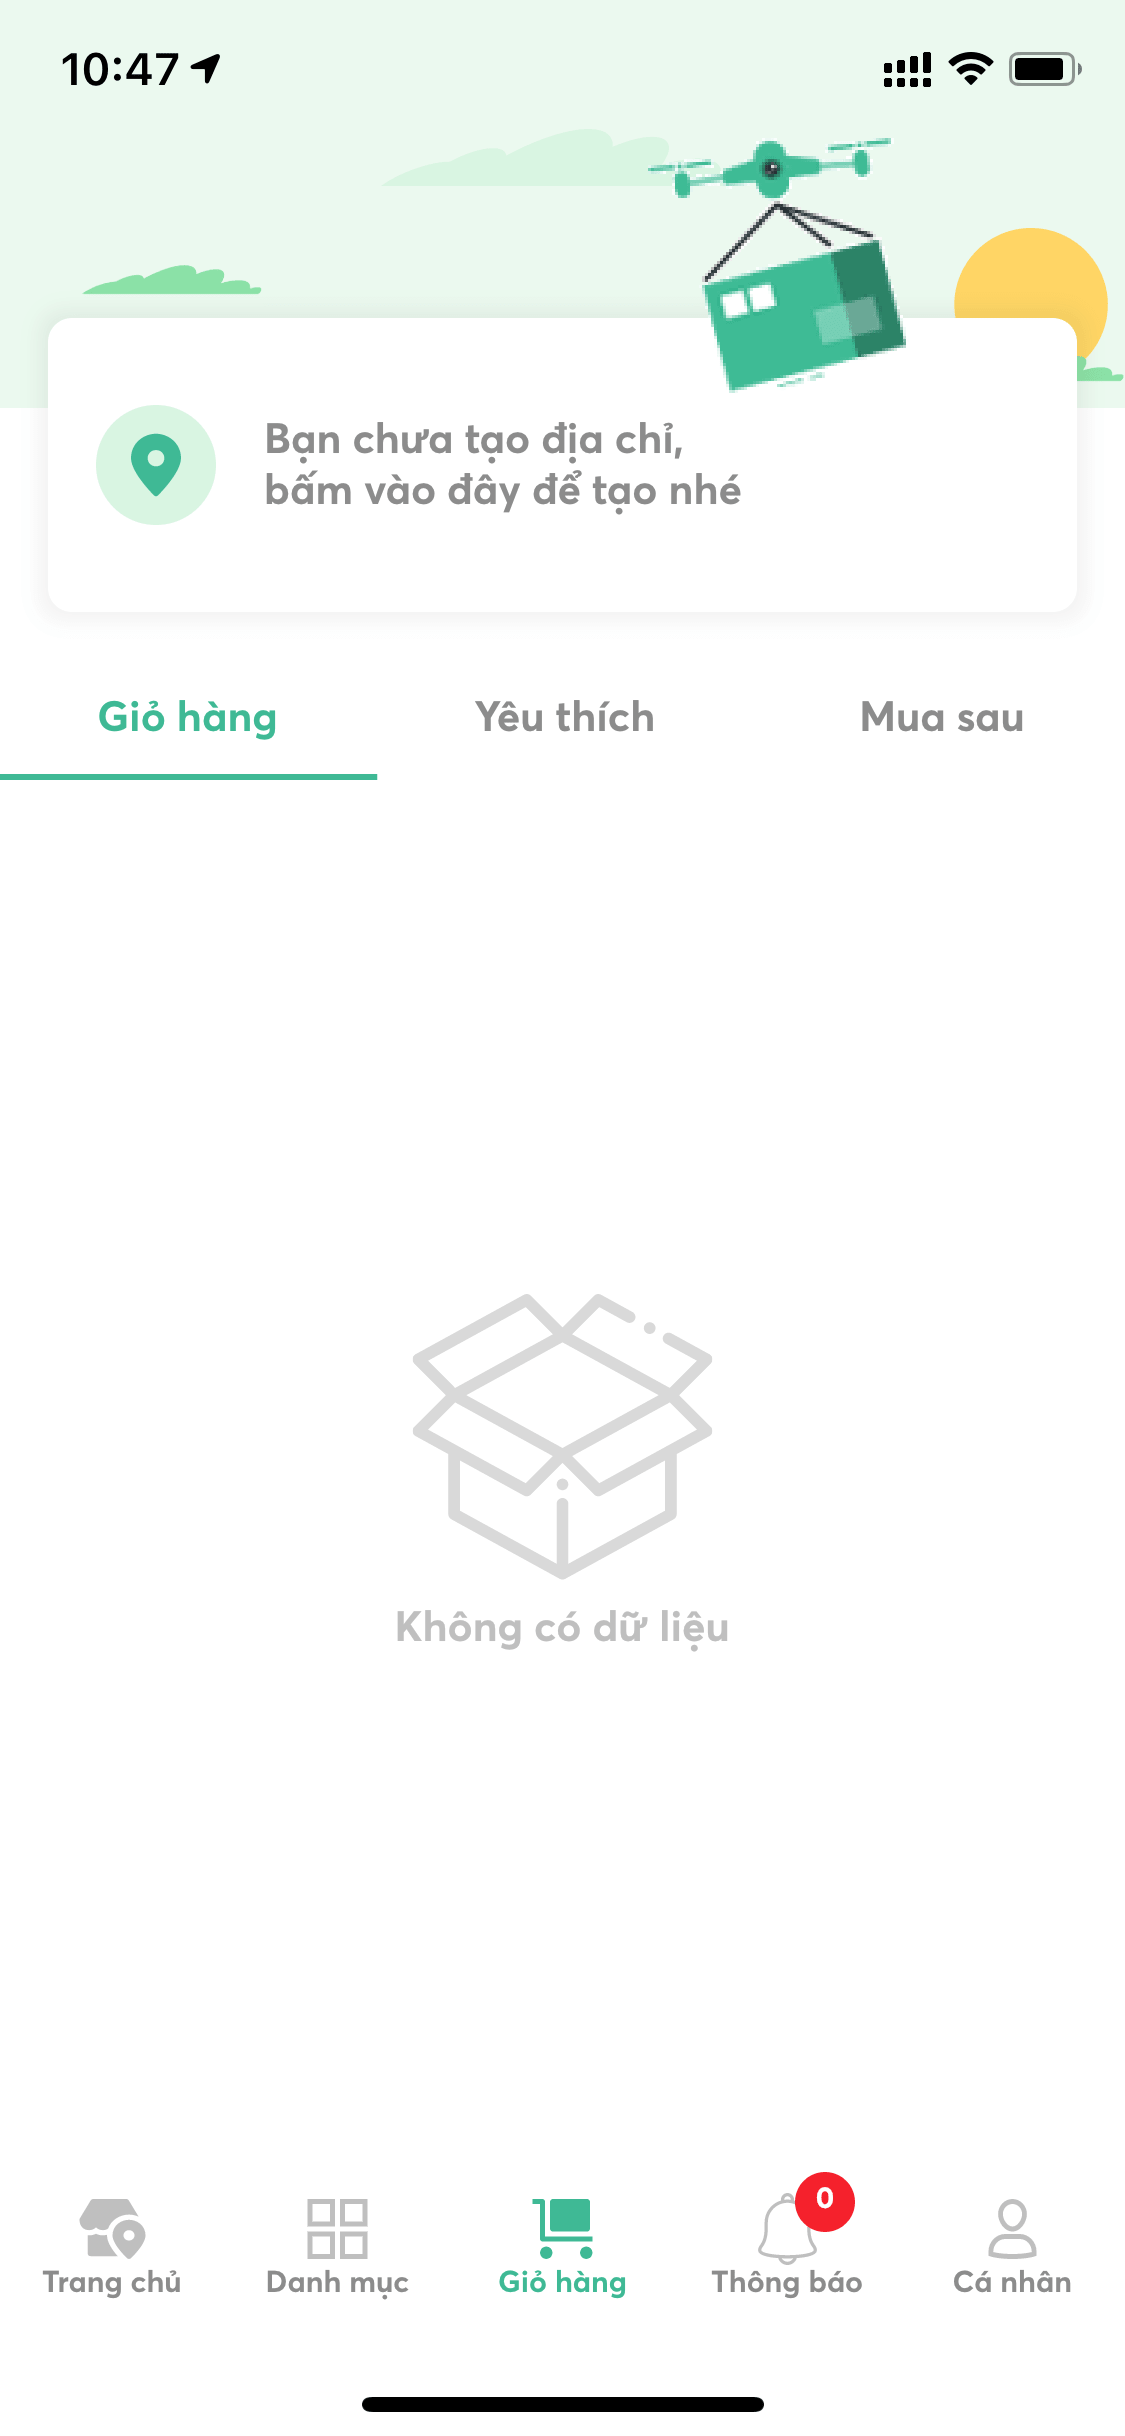 10:47
Bạn chưa tạo địa chỉ,
bấm vào đây để tạo nhé
Giỏ hàng
Yêu thích
Mua sau
Không có dữ liệu
0
Trang chủ
Danh mục
Giỏ hàng
Thông báo
Cá nhân